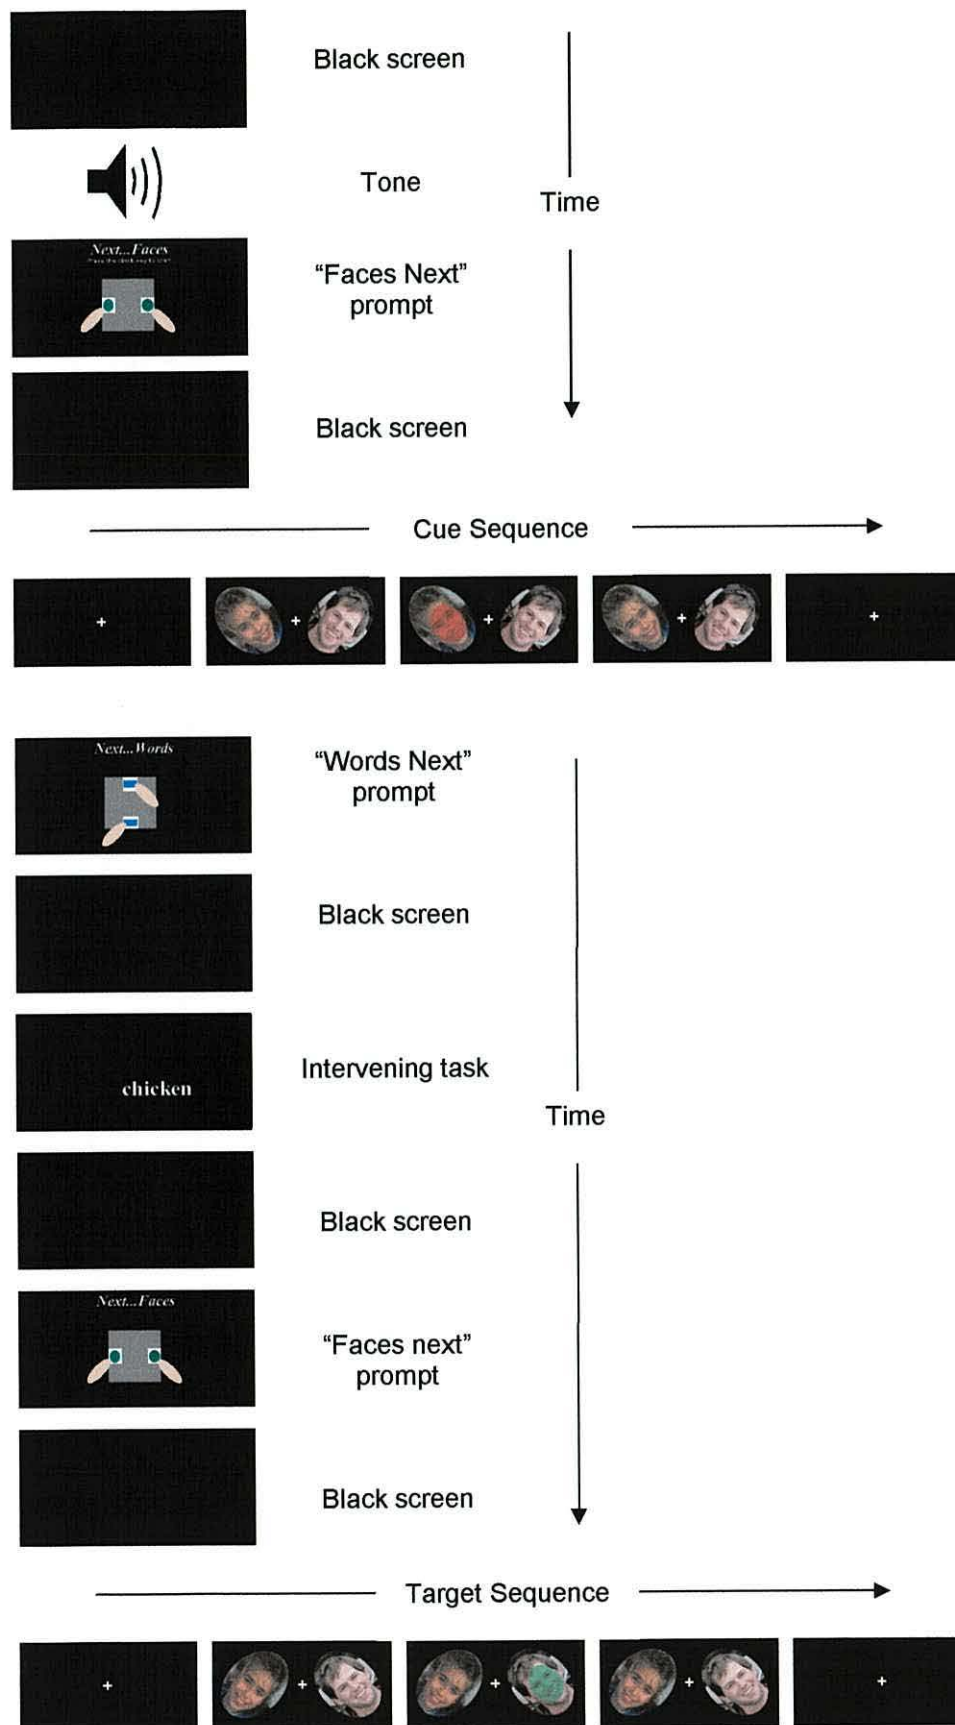 Black screen
Tone
Time
Next...Faces
“Faces Next”
prompt
Black screen
Cue Sequence
+
+
+
+
+
Next...Words
“Words Next”
prompt
Black screen
chicken
Intervening task
Time
Black screen
Next...Faces
“Faces next”
prompt
Black screen
Target Sequence
+
+
+
+
+